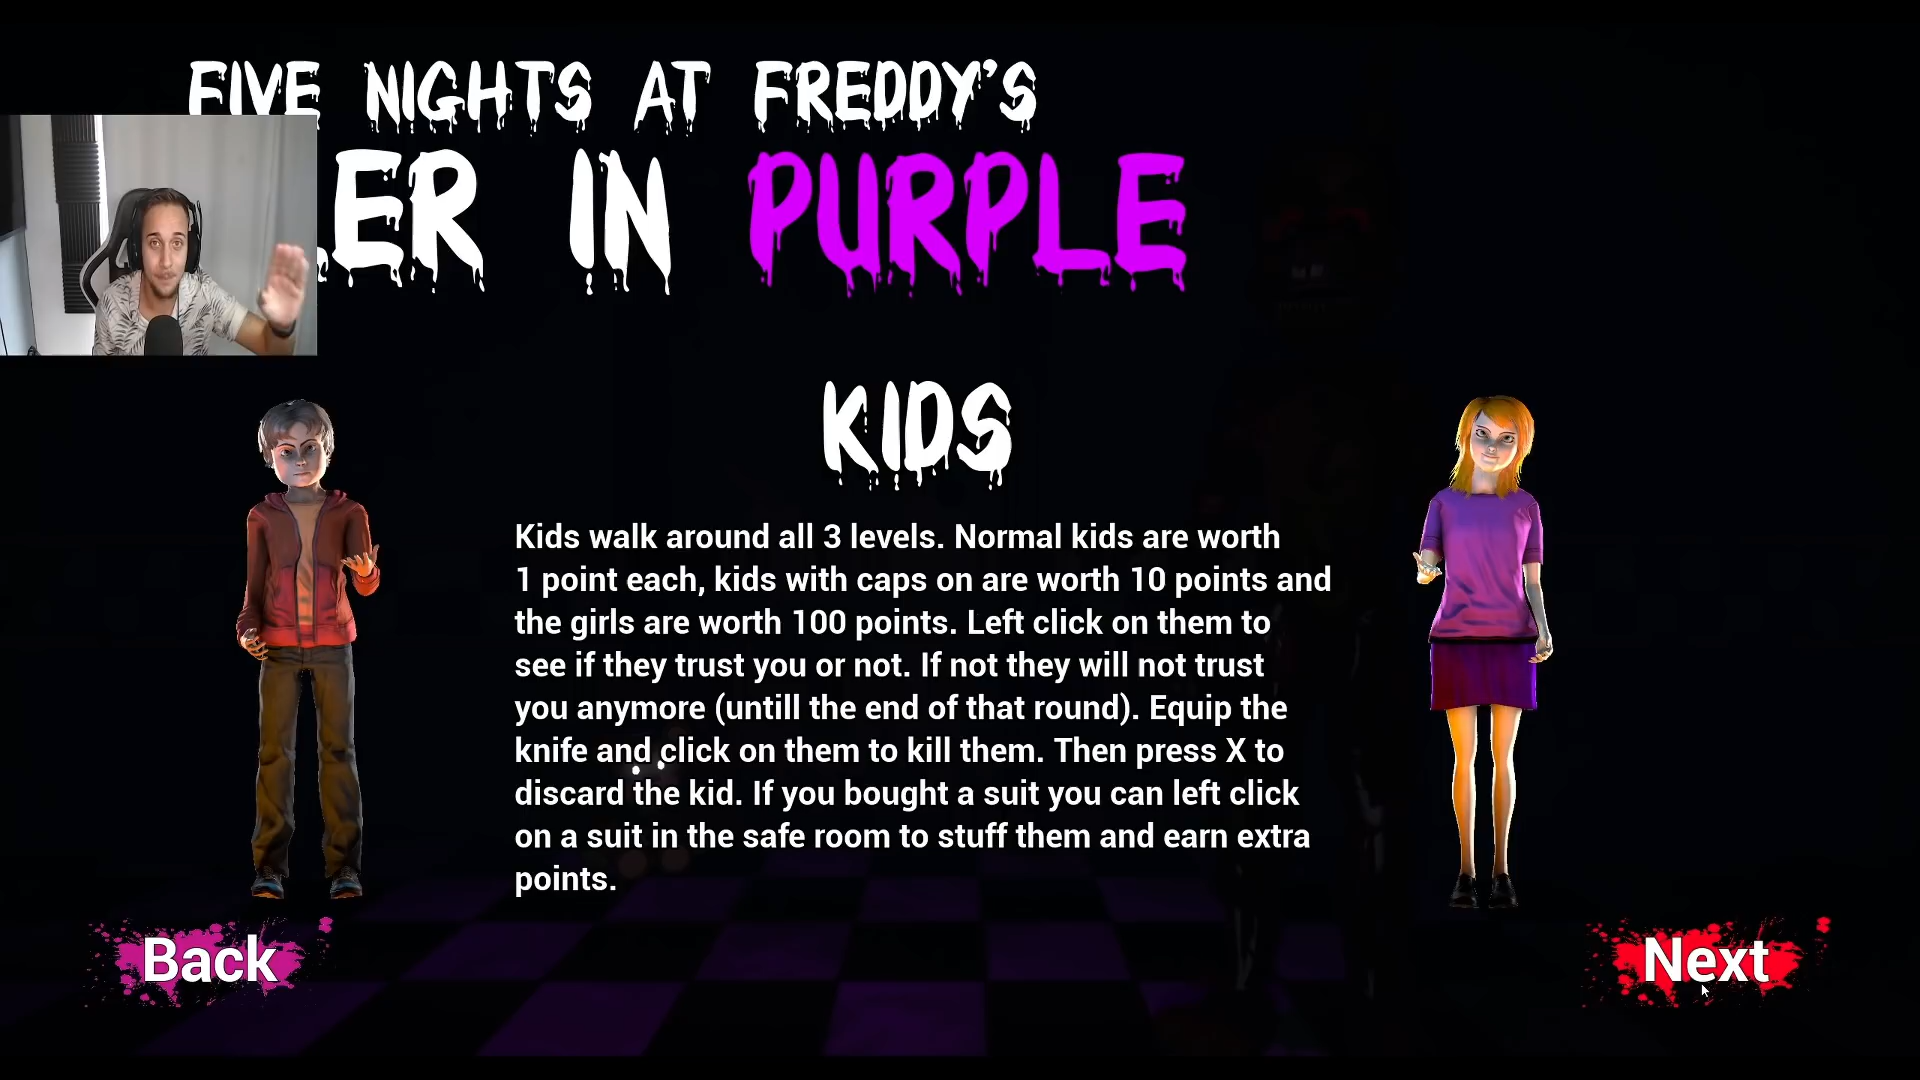 FIVE NIGHTS AT FREDDY'S
ER IN PURPLE
KIDS
Kids walk around all 3 levels. Normal kids are worth
1 point each, kids with caps on are worth 10 points and
the girls are worth 100 points. Left click on them to
see if they trust you or not. If not they will not trust
you anymore (untill the end of that round). Equip the
knife and click on them to kill them. Then press X to
discard the kid. If you bought a suit you can left click
on a suit in the safe room to stuff them and earn extra
points.
Back
Next